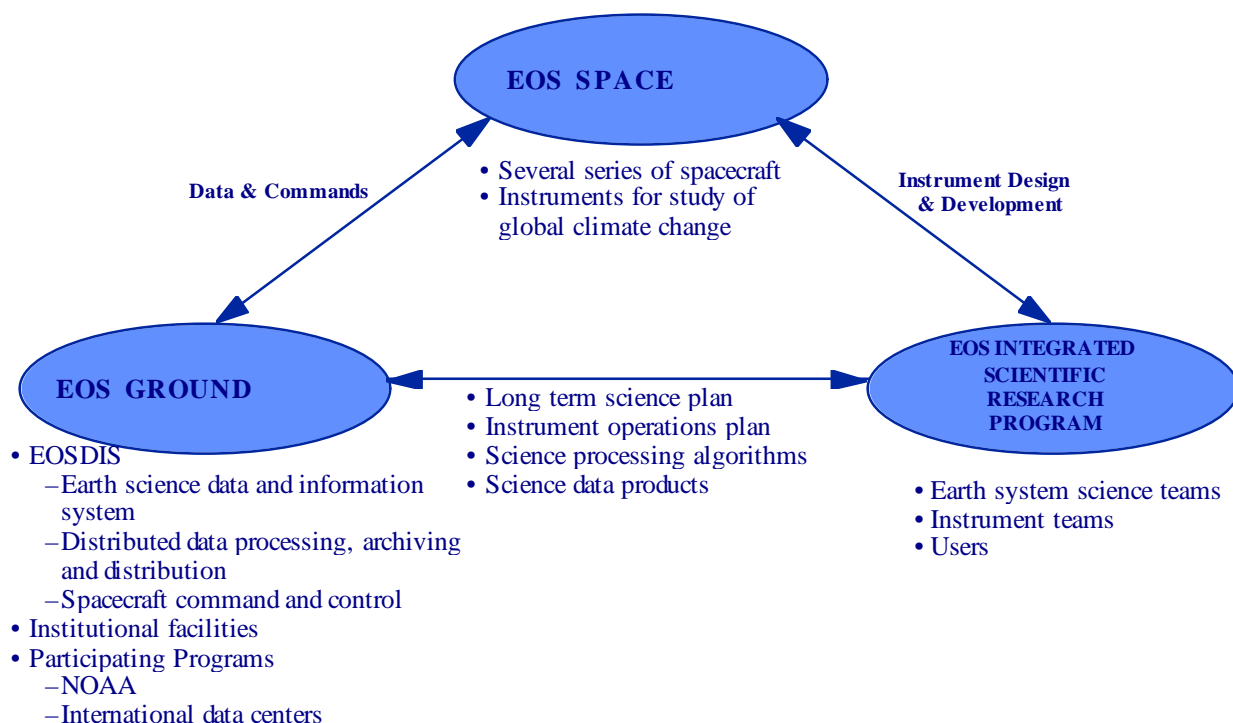 EOS SPACE
• Several series of spacecraft
• Instruments for study of
global climate change
Data & Commands
Instrument Design
& Development
EOS GROUND
• EOSDIS
–Earth science data and information
system
–Distributed data processing, archiving
and distribution
–Spacecraft command and control
• Institutional facilities
• Participating Programs
–NOAA
–International data centers
• Long term science plan
• Instrument operations plan
• Science processing algorithms
• Science data products
EOS INTEGRATED
SCIENTIFIC
RESEARCH
PROGRAM
• Earth system science teams
• Instrument teams
• Users